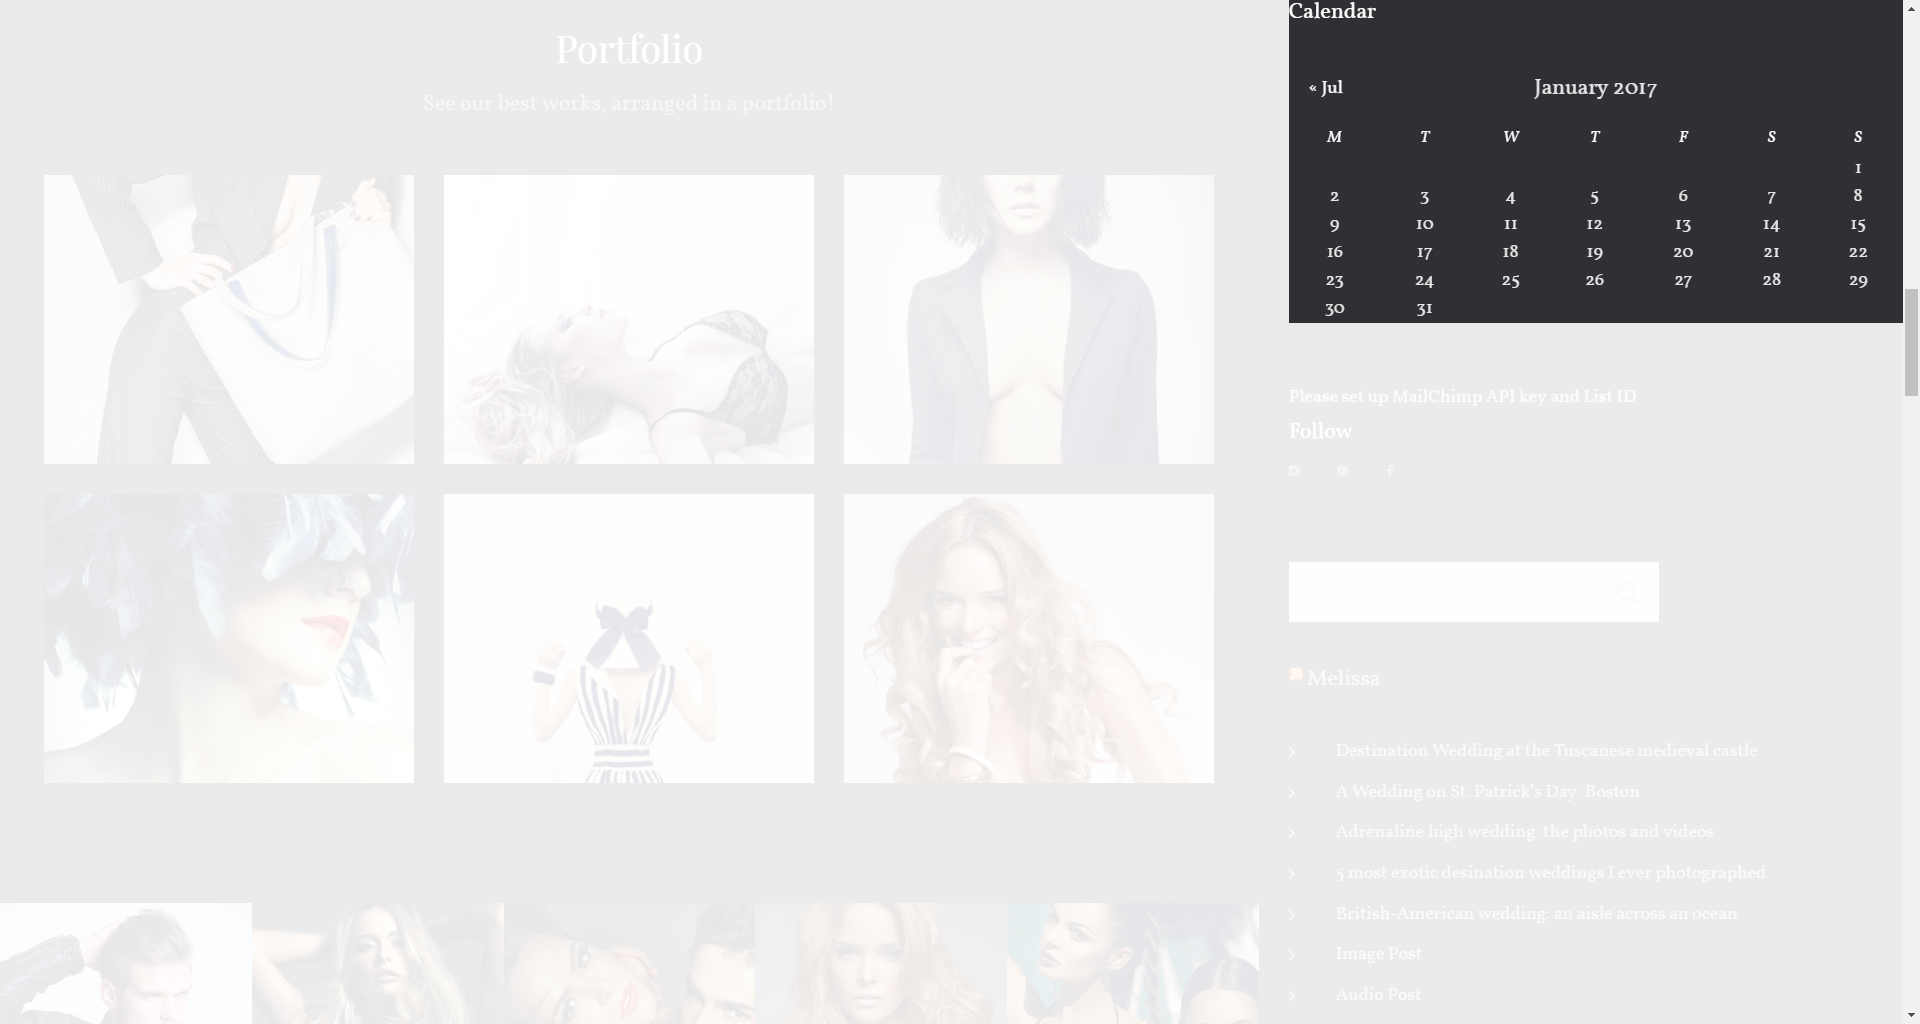 Portfolio
See our best works, arranged in a portfolio!
Calendar
« Jul January 2017
M T W T F S S
1
2 3 4 5 6 7 8
9 10 11 12 13 14 15
16 17 18 19 20 21 22
23 24 25 26 27 28 29
30 31
Please set up MailChimp API key and List ID
Follow
Melissa
Destination Wedding at the Tuscanese medieval castle
A Wedding on St. Patrick's Day: Boston
Adrenaline high wedding: the photos and videos
5 most exotic desination weddings I ever photographed
British-American wedding: an aisle across an ocean
Image Post
Audio Post